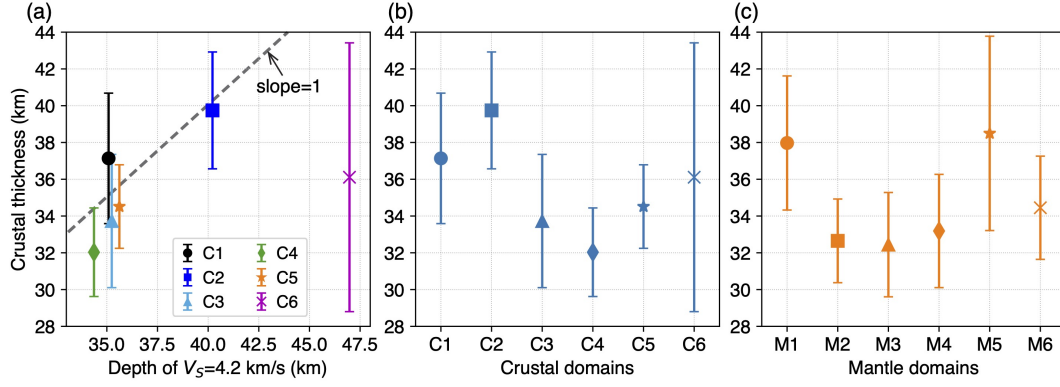 (a)
(b)
(c)
Crustal thickness (km)
44
42
40
38
36
34
32
30
28
slope=1
C1
C2
C3
C4
C5
C6
35.0 37.5 40.0 42.5 45.0 47.5
Depth of VS=4.2 km/s (km)
44
42
40
38
36
34
32
30
28
C1 C2 C3 C4 C5 C6
Crustal domains
44
42
40
38
36
34
32
30
28
M1 M2 M3 M4 M5 M6
Mantle domains